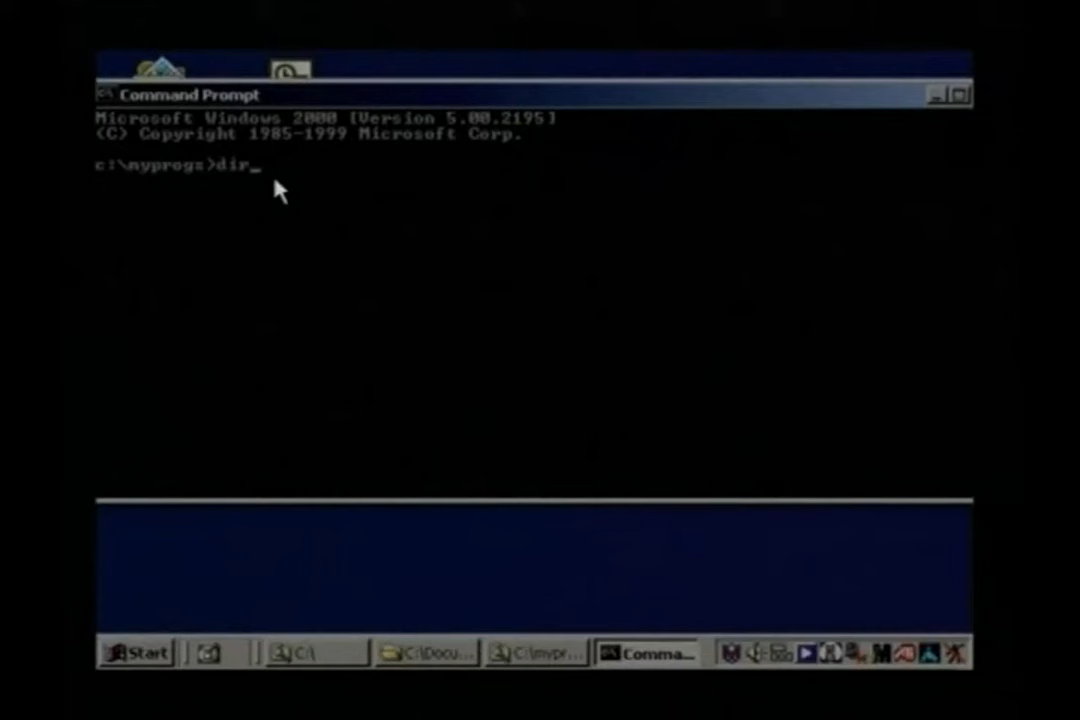 Command Prompt
Microsoft Windows 2000 [Version 5.00.2195]
(C) Copyright 1985-1999 Microsoft Corp.
c:\myprogs>dir_
Start
C:\
C:\Docu...
C:\mypr...
Comma...